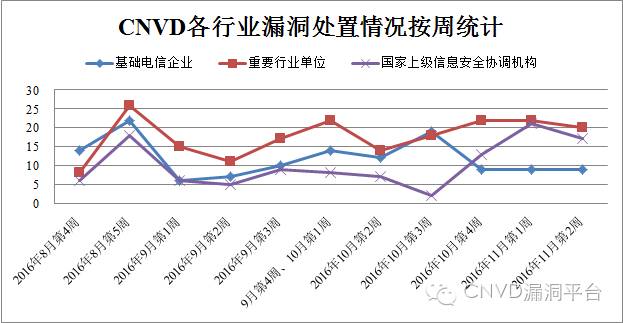 CNVD各行业漏洞处置情况按周统计
基础电信企业 重要行业单位 国家上级信息安全协调机构
30
25
20
15
10
5
0
2016年8月第4周
2016年8月第5周
2016年9月第1周
2016年9月第2周
2016年9月第3周
9月第4周、10月第1周
2016年10月第2周
2016年10月第3周
2016年10月第4周
2016年11月第1周
2016年11月第2周
CNVD漏洞平台